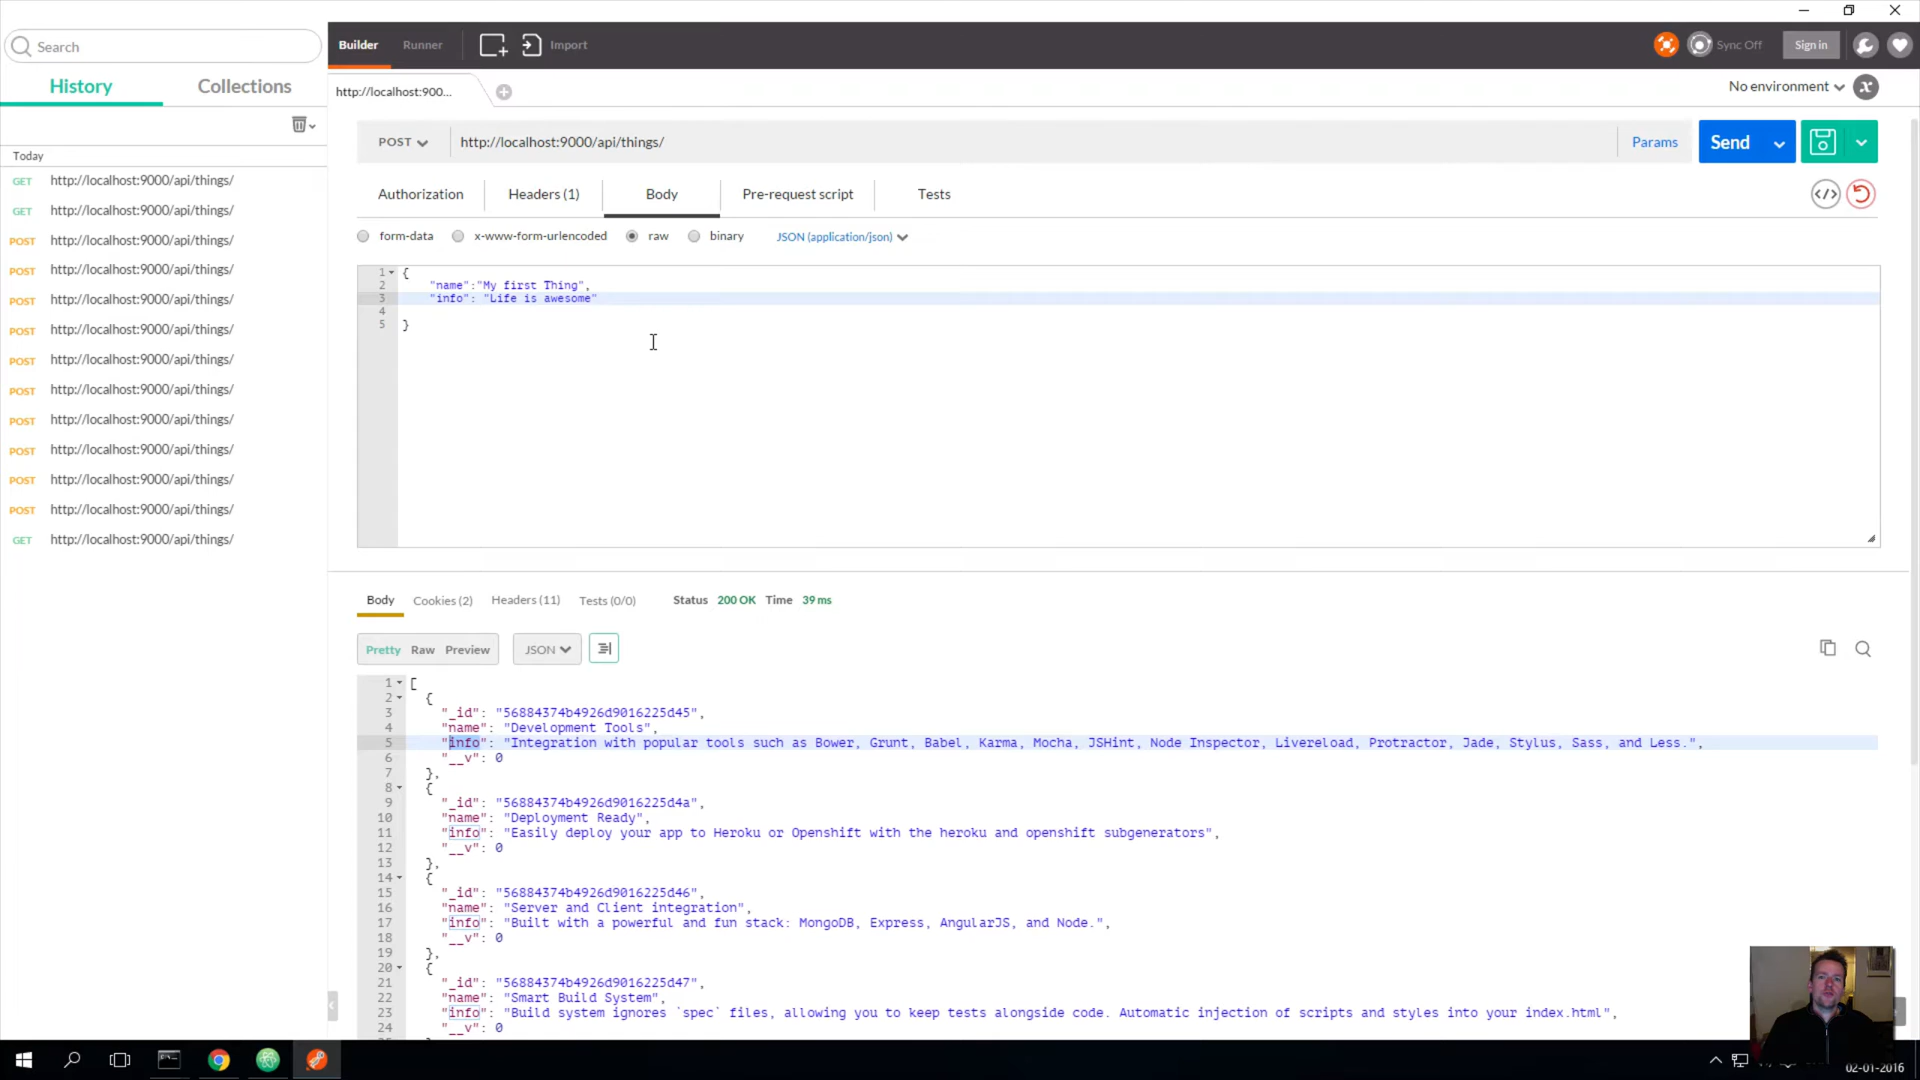 Search
Builder
Runner
Import
Sync Off
Sign in
History
Collections
http://localhost:900...
No environment
Today
GET http://localhost:9000/api/things/
GET http://localhost:9000/api/things/
POST http://localhost:9000/api/things/
POST http://localhost:9000/api/things/
POST http://localhost:9000/api/things/
POST http://localhost:9000/api/things/
POST http://localhost:9000/api/things/
POST http://localhost:9000/api/things/
POST http://localhost:9000/api/things/
POST http://localhost:9000/api/things/
POST http://localhost:9000/api/things/
POST http://localhost:9000/api/things/
GET http://localhost:9000/api/things/
POST http://localhost:9000/api/things/ Params Send
Authorization Headers (1) Body Pre-request script Tests
form-data x-www-form-urlencoded raw binary JSON (application/json)
1 {
2 "name":"My first Thing",
3 "info": "Life is awesome"
4
5 }
Body Cookies (2) Headers (11) Tests (0/0) Status 200 OK Time 39 ms
Pretty Raw Preview JSON
1 [
2 {
3 "_id": "56884374b4926d9016225d45",
4 "name": "Development Tools",
5 "info": "Integration with popular tools such as Bower, Grunt, Babel, Karma, Mocha, JSHint, Node Inspector, Livereload, Protractor, Jade, Stylus, Sass, and Less.",
6 "__v": 0
7 },
8 {
9 "_id": "56884374b4926d9016225d4a",
10 "name": "Deployment Ready",
11 "info": "Easily deploy your app to Heroku or Openshift with the heroku and openshift subgenerators",
12 "__v": 0
13 },
14 {
15 "_id": "56884374b4926d9016225d46",
16 "name": "Server and Client integration",
17 "info": "Built with a powerful and fun stack: MongoDB, Express, AngularJS, and Node.",
18 "__v": 0
19 },
20 {
21 "_id": "56884374b4926d9016225d47",
22 "name": "Smart Build System",
23 "info": "Build system ignores `spec` files, allowing you to keep tests alongside code. Automatic injection of scripts and styles into your index.html",
24 "__v": 0
02-01-2016